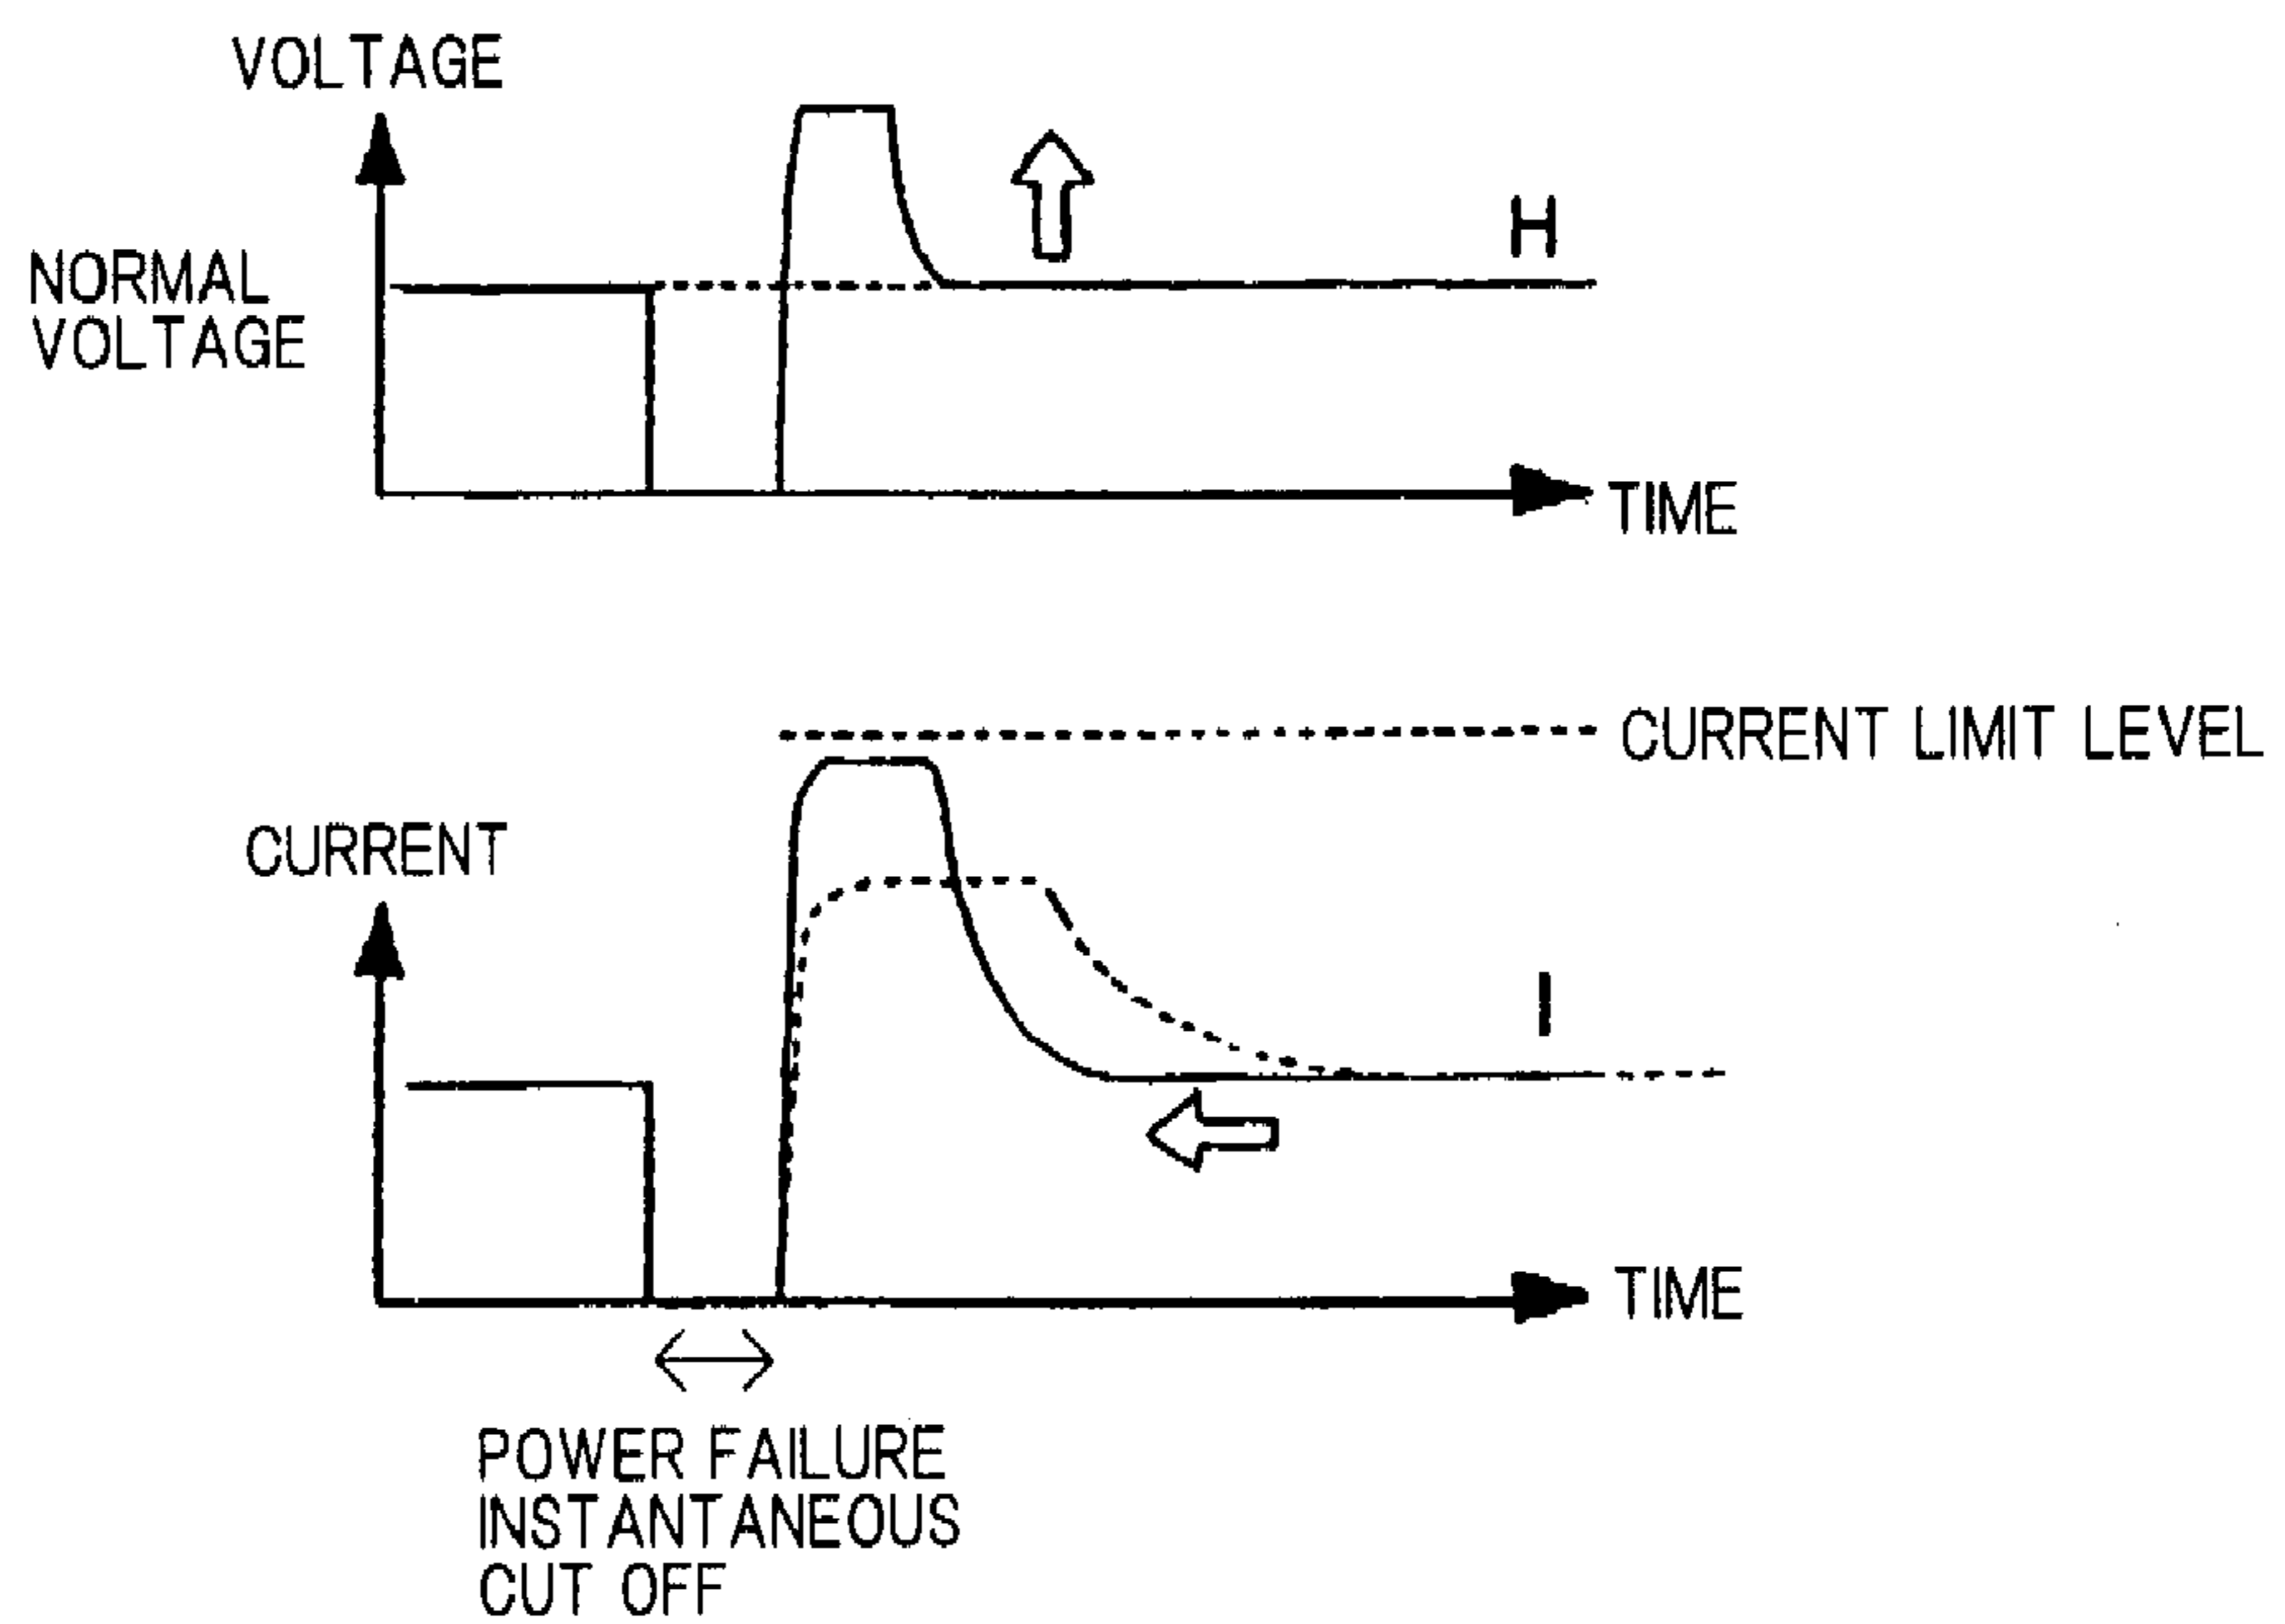 VOLTAGE
NORMAL
VOLTAGE
H
TIME
CURRENT LIMIT LEVEL
CURRENT
I
TIME
POWER FAILURE
INSTANTANEOUS
CUT OFF